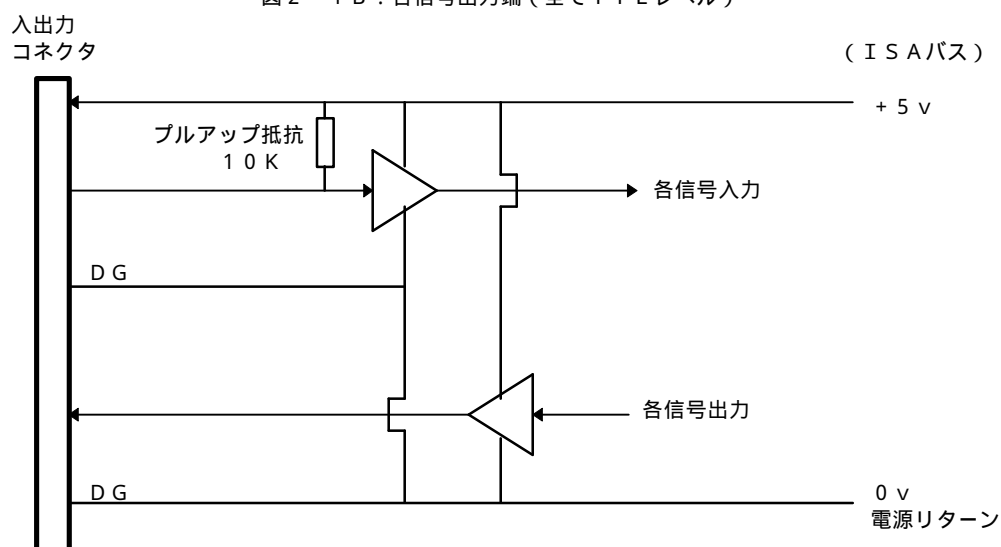 入出力
コネクタ
(ＩＳＡバス)
+５ｖ
プルアップ抵抗
１０Ｋ
各信号入力
ＤＧ
各信号出力
ＤＧ
０ｖ
電源リターン